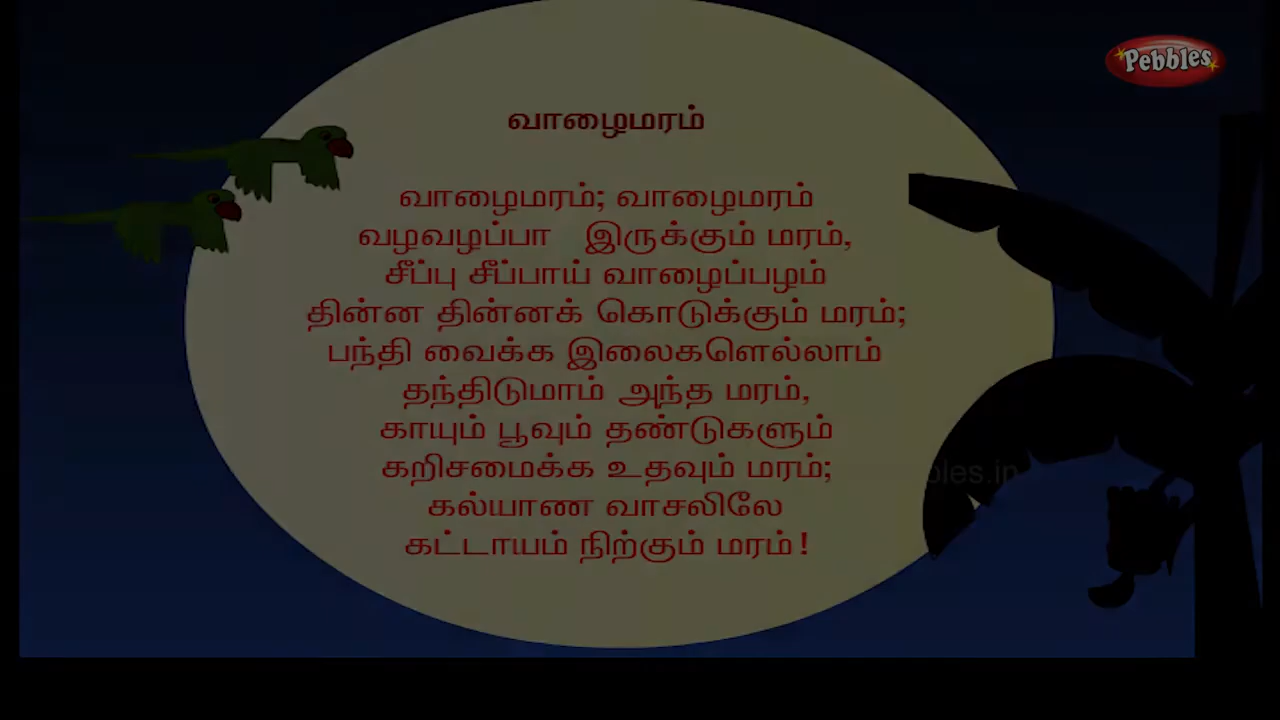 Pebbles
வாழைமரம்
வாழைமரம்; வாழைமரம்
வழவழப்பா இருக்கும் மரம்,
சீப்பு சீப்பாய் வாழைப்பழம்
தின்ன தின்னக் கொடுக்கும் மரம்;
பந்தி வைக்க இலைகளெல்லாம்
தந்திடுமாம் அந்த மரம்,
காயும் பூவும் தண்டுகளும்
கறிசமைக்க உதவும் மரம்;
கல்யாண வாசலிலே
கட்டாயம் நிற்கும் மரம்!